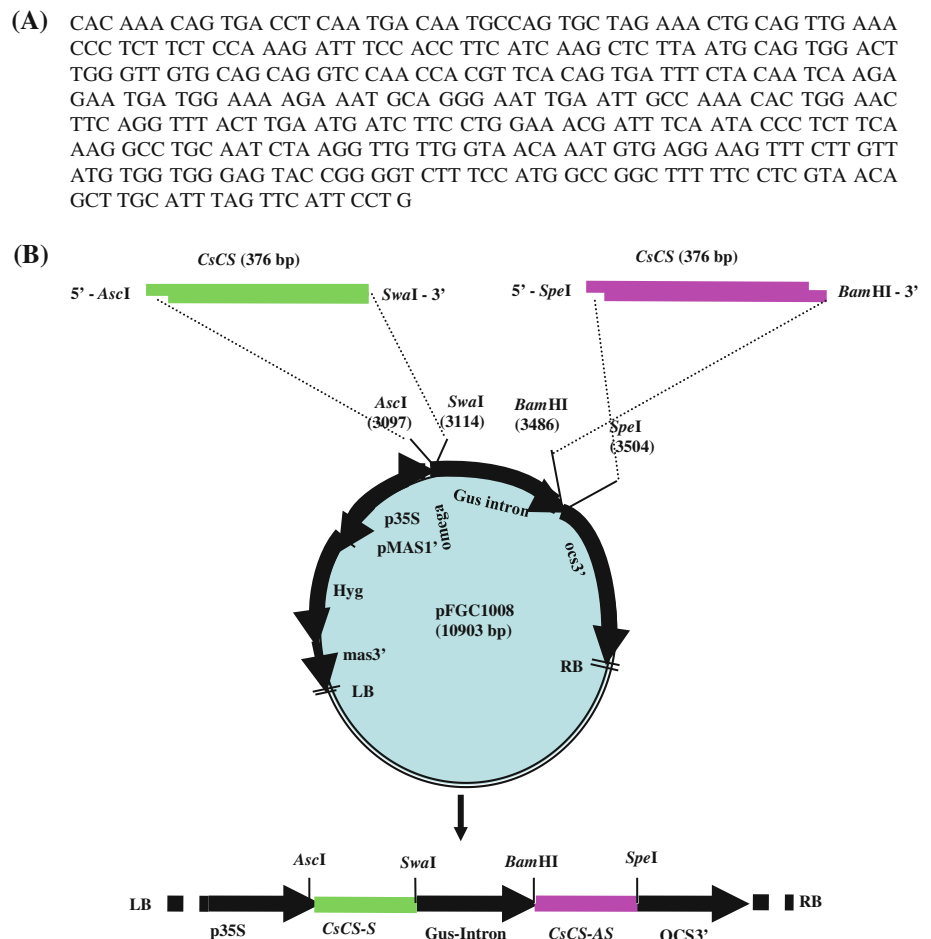 (A)
CAC AAA CAG TGA CCT CAA TGA CAA TGCCAG TGC TAG AAA CTG CAG TTG AAA
CCC TCT TCT CCA AAG ATT TCC ACC TTC ATC AAG CTC TTA ATG CAG TGG ACT
TGG GTT GTG CAG CAG GTC CAA CCA CGT TCA CAG TGA TTT CTA CAA TCA AGA
GAA TGA TGG AAA AGA AAT GCA GGG AAT TGA ATT GCC AAA CAC TGG AAC
TTC AGG TTT ACT TGA ATG ATC TTC CTG GAA ACG ATT TCA ATA CCC TCT TCA
AAG GCC TGC AAT CTA AGG TTG TTG GTA ACA AAT GTG AGG AAG TTT CTT GTT
ATG TGG TGG GAG TAC CGG GGT CTT TCC ATG GCC GGC TTT TTC CTC GTA ACA
GCT TGC ATT TAG TTC ATT CCT G
(B)
CsCS (376 bp)
CsCS (376 bp)
5' - AscI
SwaI - 3'
5' - SpeI
BamHI - 3'
AscI
(3097)
SwaI
(3114)
BamHI
(3486)
SpeI
(3504)
Gus intron
p35S
omega
pMAS1'
ocs3'
Hyg
pFGC1008
(10903 bp)
mas3'
RB
LB
AscI
SwaI
BamHI
SpeI
LB
RB
p35S
CsCS-S
Gus-Intron
CsCS-AS
OCS3'